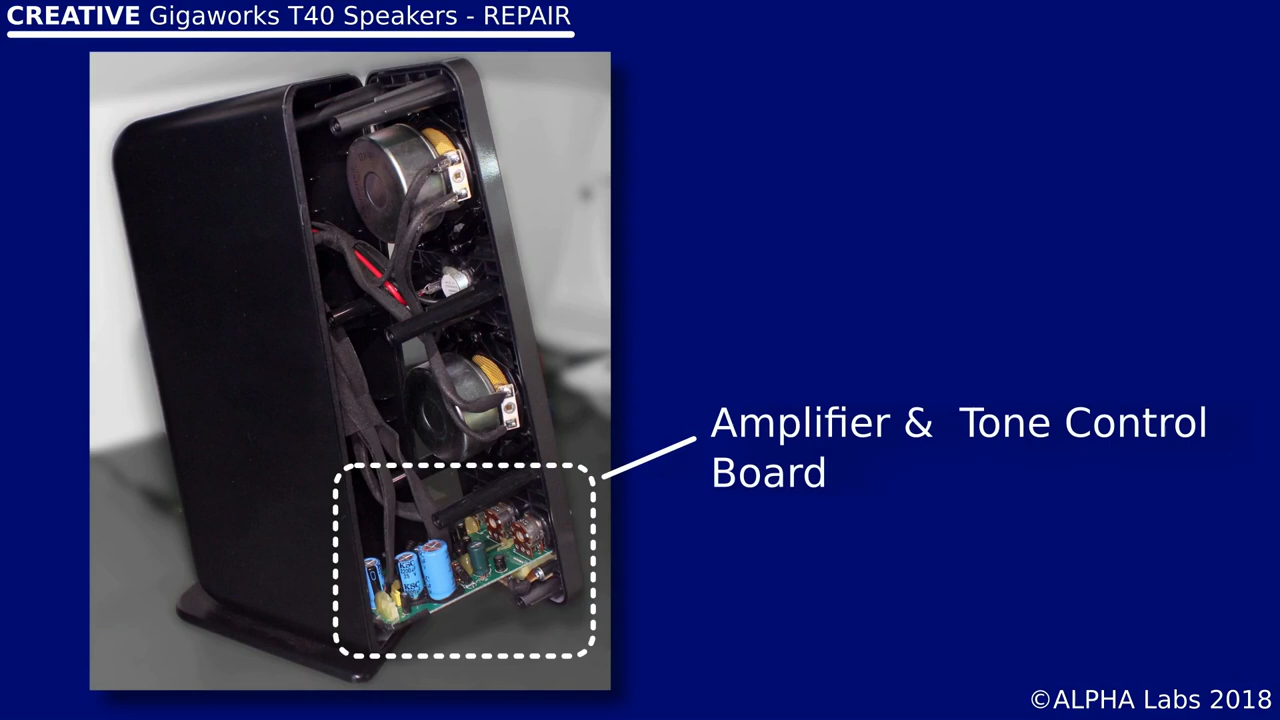 CREATIVE Gigaworks T40 Speakers - REPAIR
Amplifier & Tone Control
Board
©ALPHA Labs 2018